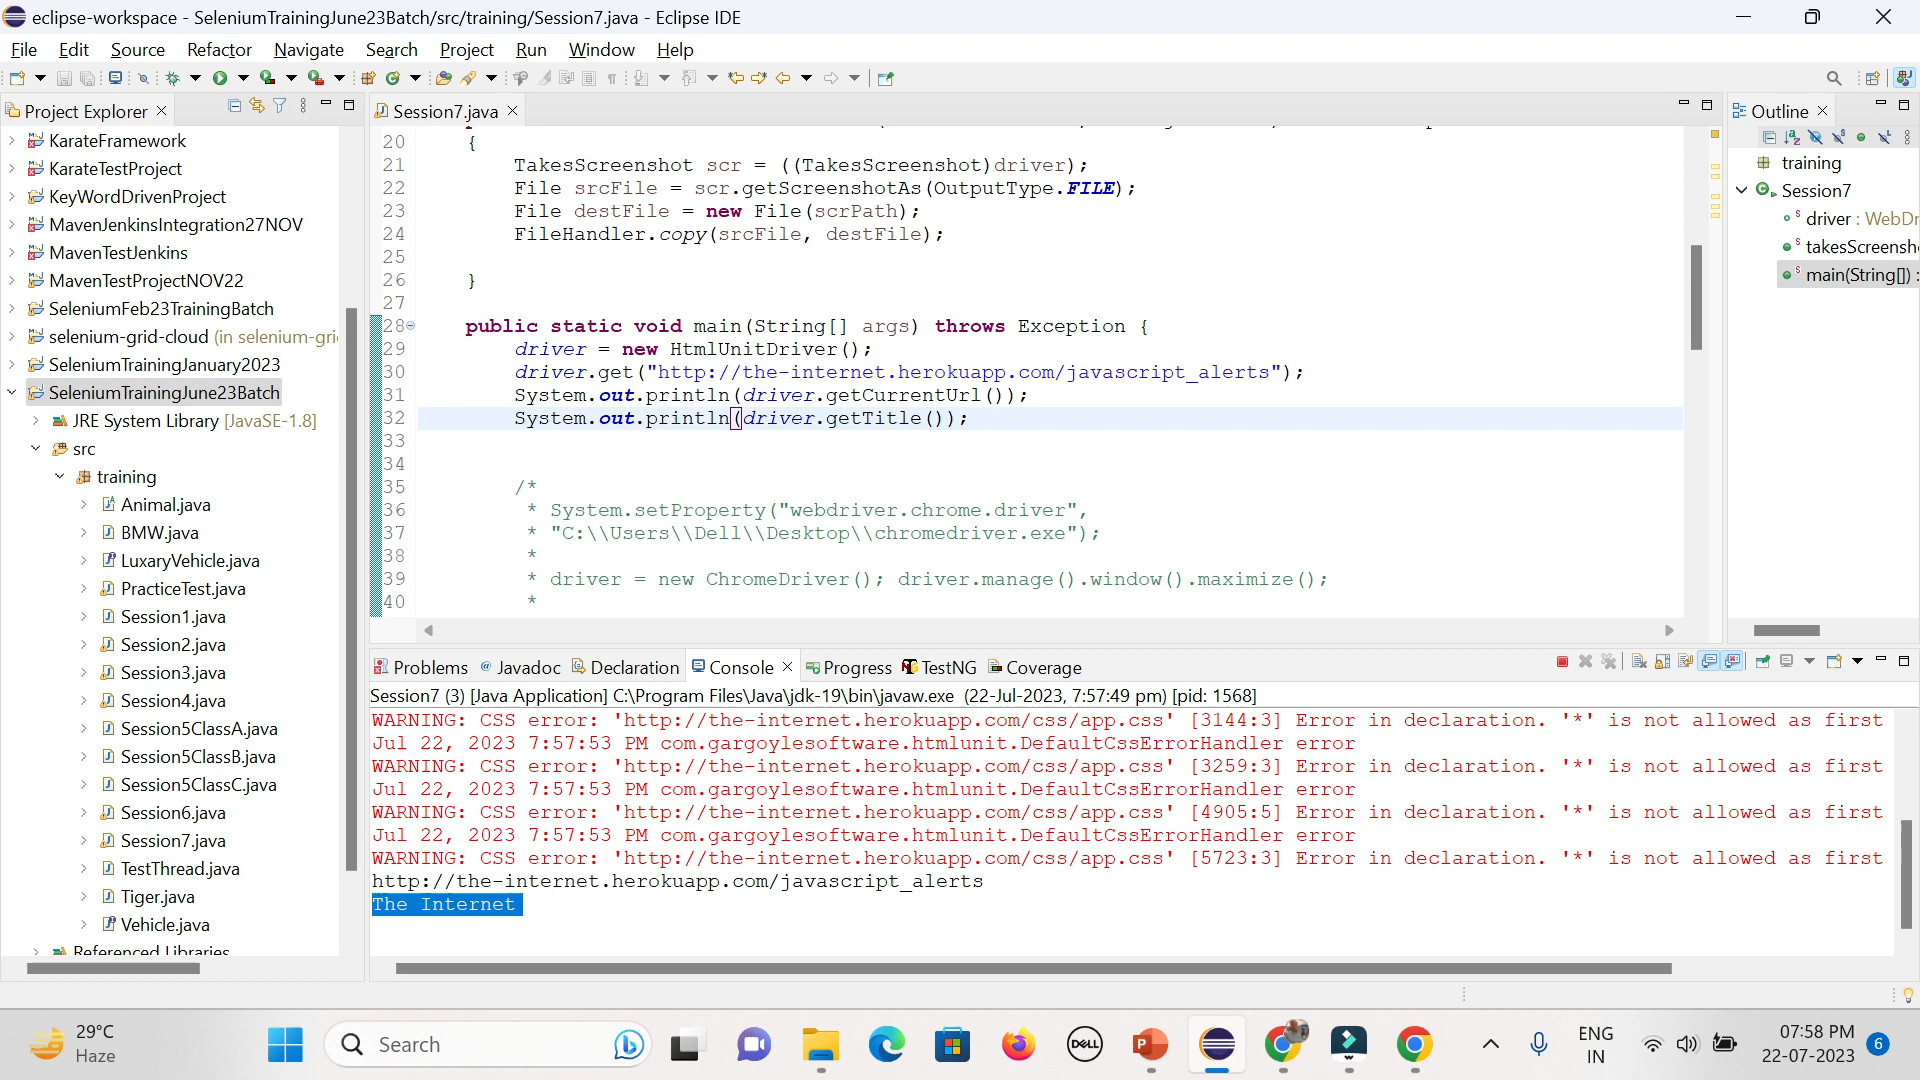 eclipse-workspace - SeleniumTrainingJune23Batch/src/training/Session7.java - Eclipse IDE
File Edit Source Refactor Navigate Search Project Run Window Help
Project Explorer
KarateFramework
KarateTestProject
KeyWordDrivenProject
MavenJenkinsIntegration27NOV
MavenTestJenkins
MavenTestProjectNOV22
SeleniumFeb23TrainingBatch
selenium-grid-cloud (in selenium-gri
SeleniumTrainingJanuary2023
SeleniumTrainingJune23Batch
JRE System Library [JavaSE-1.8]
src
training
Animal.java
BMW.java
LuxaryVehicle.java
PracticeTest.java
Session1.java
Session2.java
Session3.java
Session4.java
Session5ClassA.java
Session5ClassB.java
Session5ClassC.java
Session6.java
Session7.java
TestThread.java
Tiger.java
Vehicle.java
Referenced Libraries
Session7.java
20 {
21 TakesScreenshot scr = ((TakesScreenshot)driver);
22 File srcFile = scr.getScreenshotAs(OutputType.FILE);
23 File destFile = new File(scrPath);
24 FileHandler.copy(srcFile, destFile);
25
26 }
27
28 public static void main(String[] args) throws Exception {
29 driver = new HtmlUnitDriver();
30 driver.get("http://the-internet.herokuapp.com/javascript_alerts");
31 System.out.println(driver.getCurrentUrl());
32 System.out.println(driver.getTitle());
33
34
35 /*
36 * System.setProperty("webdriver.chrome.driver",
37 * "C:\\Users\\Dell\\Desktop\\chromedriver.exe");
38 *
39 * driver = new ChromeDriver(); driver.manage().window().maximize();
40 *
Outline
training
Session7
driver : WebDr
takesScreensh
main(String[]) :
Problems Javadoc Declaration Console Progress TestNG Coverage
Session7 (3) [Java Application] C:\Program Files\Java\jdk-19\bin\javaw.exe (22-Jul-2023, 7:57:49 pm) [pid: 1568]
WARNING: CSS error: 'http://the-internet.herokuapp.com/css/app.css' [3144:3] Error in declaration. '*' is not allowed as first
Jul 22, 2023 7:57:53 PM com.gargoylesoftware.htmlunit.DefaultCssErrorHandler error
WARNING: CSS error: 'http://the-internet.herokuapp.com/css/app.css' [3259:3] Error in declaration. '*' is not allowed as first
Jul 22, 2023 7:57:53 PM com.gargoylesoftware.htmlunit.DefaultCssErrorHandler error
WARNING: CSS error: 'http://the-internet.herokuapp.com/css/app.css' [4905:5] Error in declaration. '*' is not allowed as first
Jul 22, 2023 7:57:53 PM com.gargoylesoftware.htmlunit.DefaultCssErrorHandler error
WARNING: CSS error: 'http://the-internet.herokuapp.com/css/app.css' [5723:3] Error in declaration. '*' is not allowed as first
http://the-internet.herokuapp.com/javascript_alerts
The Internet
29°C
Haze
Search
DELL
ENG
IN
07:58 PM
22-07-2023
6